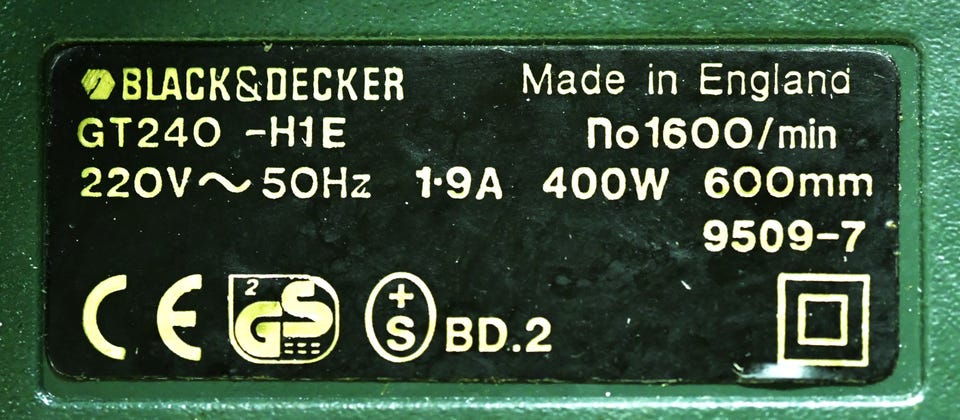 BLACK&DECKER Made in England
GT240 -H1E no1600/min
220V~50Hz 1·9A 400W 600mm
9509-7
CE 2 GS +S BD.2